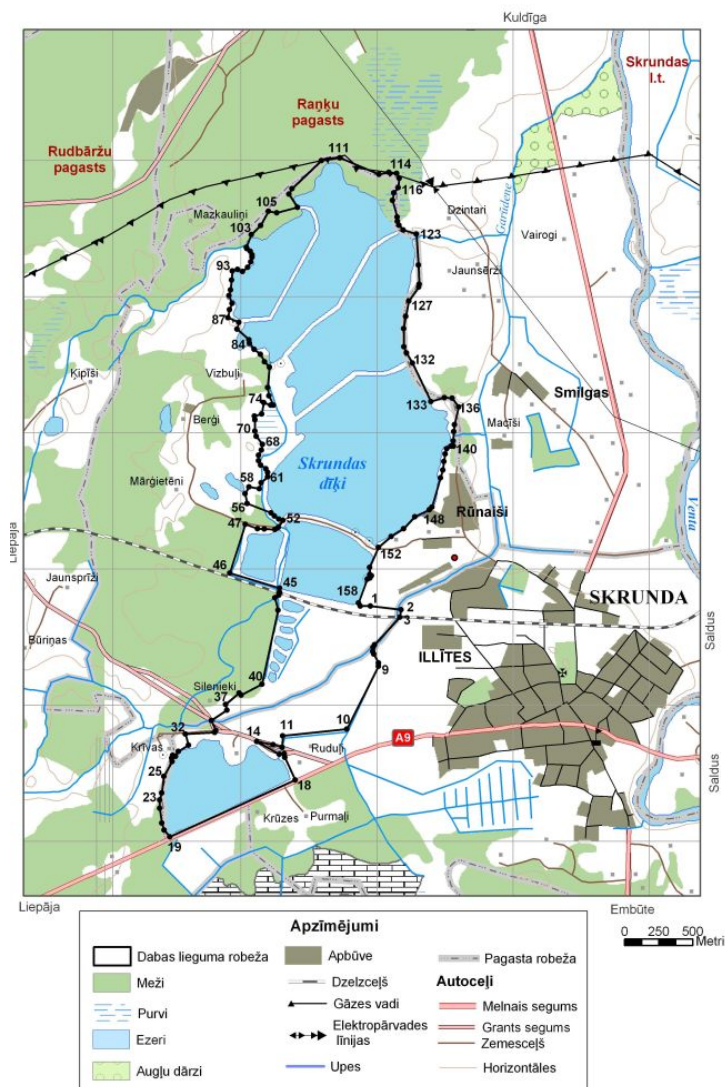 Kuldīga
Skrundas
l.t.
Raņķu
pagasts
Rudbāržu
pagasts
111
114
116
Mazkauliņi
105
Dzintari
Garūdene
Vairogi
103
123
93
Jaunserži
127
87
84
132
Ķipīši
Vizbuļi
Smilgas
74
133
136
Berģi
Macīši
70
68
140
Skrundas
dīķi
Mārģietēni
58
61
Venta
56
148
Rūnaiši
47
52
152
Liepāja
46
45
158
SKRUNDA
Jaunsprīži
1
2
3
Būriņas
ILLĪTES
Saldus
9
40
Silenieki
37
10
32
14
11
A9
Krīvas
Ruduļi
Saldus
25
18
23
Krūzes
Purmaļi
19
Liepāja
Embūte
0 250 500
Metri
Apzīmējumi
Dabas lieguma robeža
Apbūve
Pagasta robeža
Meži
Dzelzceļš
Autoceļi
Purvi
Gāzes vadi
Melnais segums
Ezeri
Elektropārvades
līnijas
Grants segums
Zemesceļš
Augļu dārzi
Upes
Horizontāles